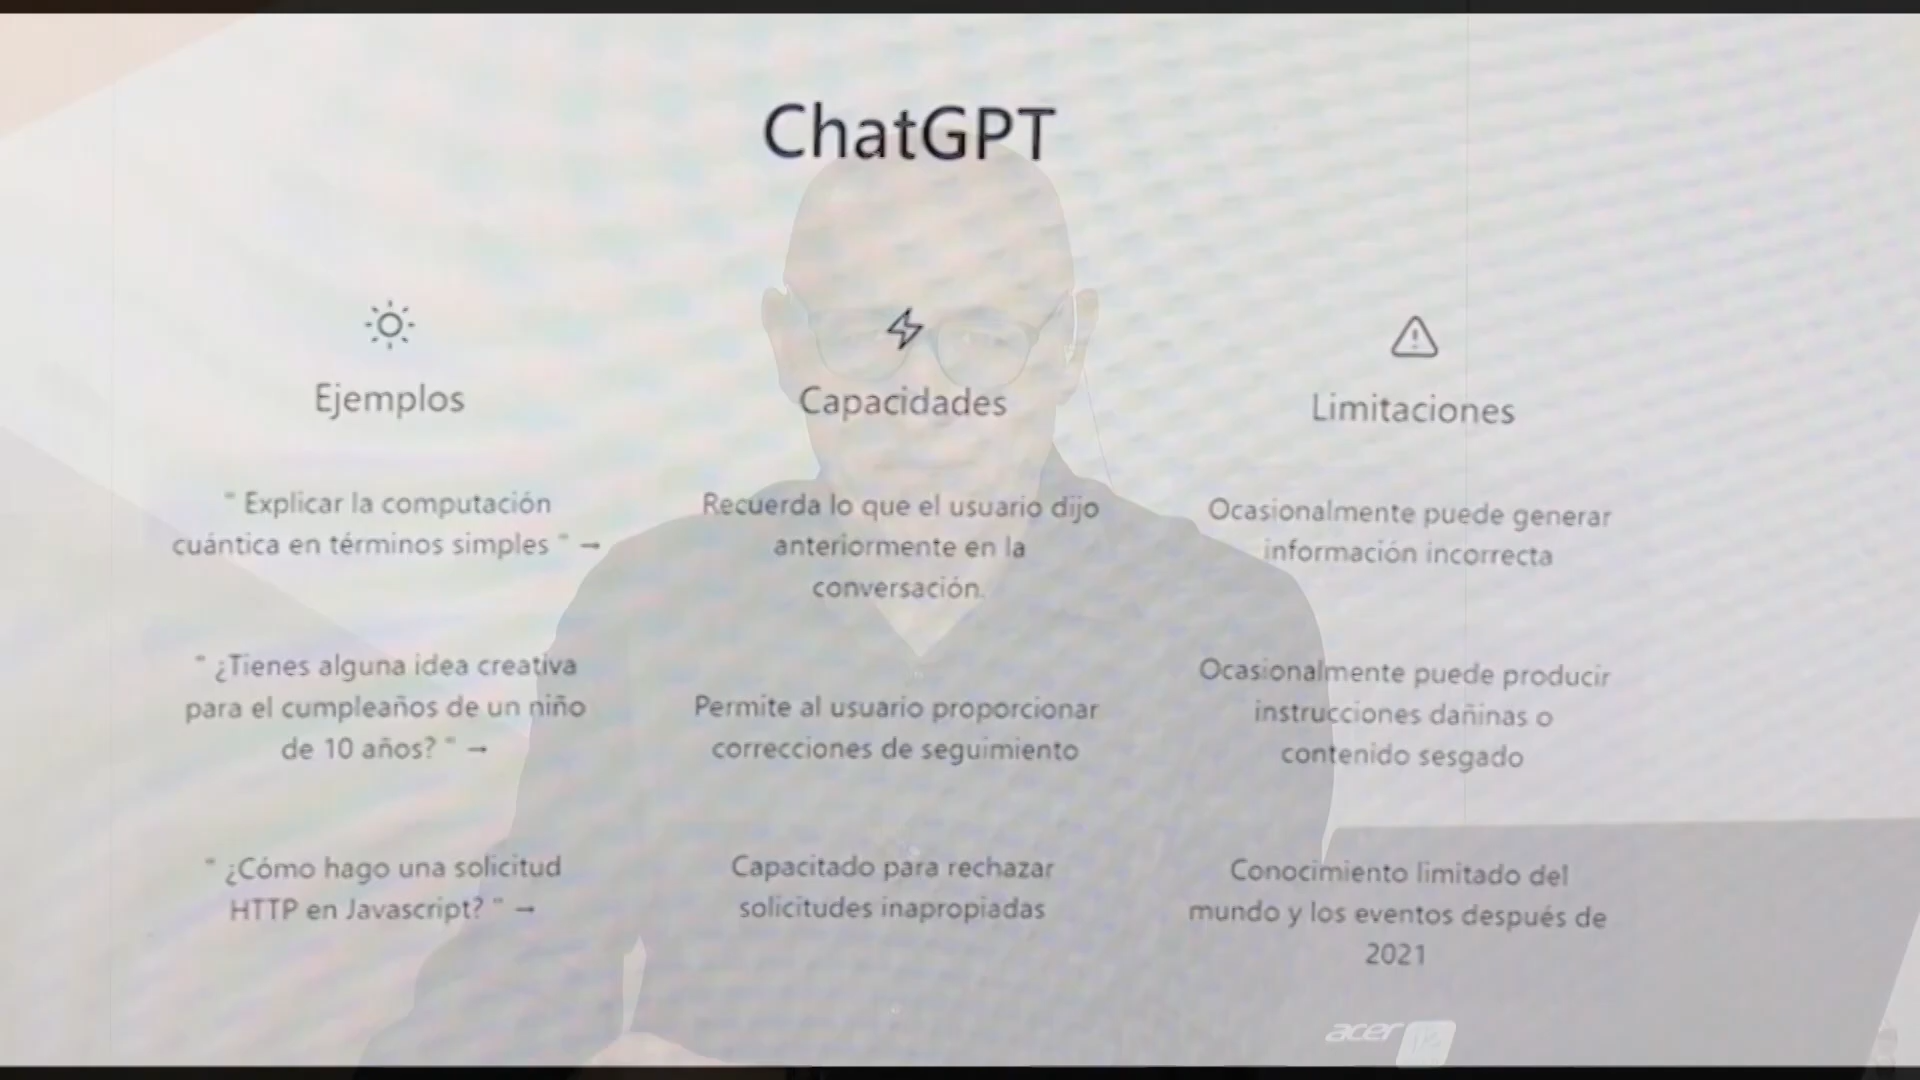 ChatGPT
Ejemplos
" Explicar la computación
cuántica en términos simples " →
" ¿Tienes alguna idea creativa
para el cumpleaños de un niño
de 10 años? " →
" ¿Cómo hago una solicitud
HTTP en Javascript? " →
Capacidades
Recuerda lo que el usuario dijo
anteriormente en la
conversación.
Permite al usuario proporcionar
correcciones de seguimiento
Capacitado para rechazar
solicitudes inapropiadas
Limitaciones
Ocasionalmente puede generar
información incorrecta
Ocasionalmente puede producir
instrucciones dañinas o
contenido sesgado
Conocimiento limitado del
mundo y los eventos después de
2021
acer